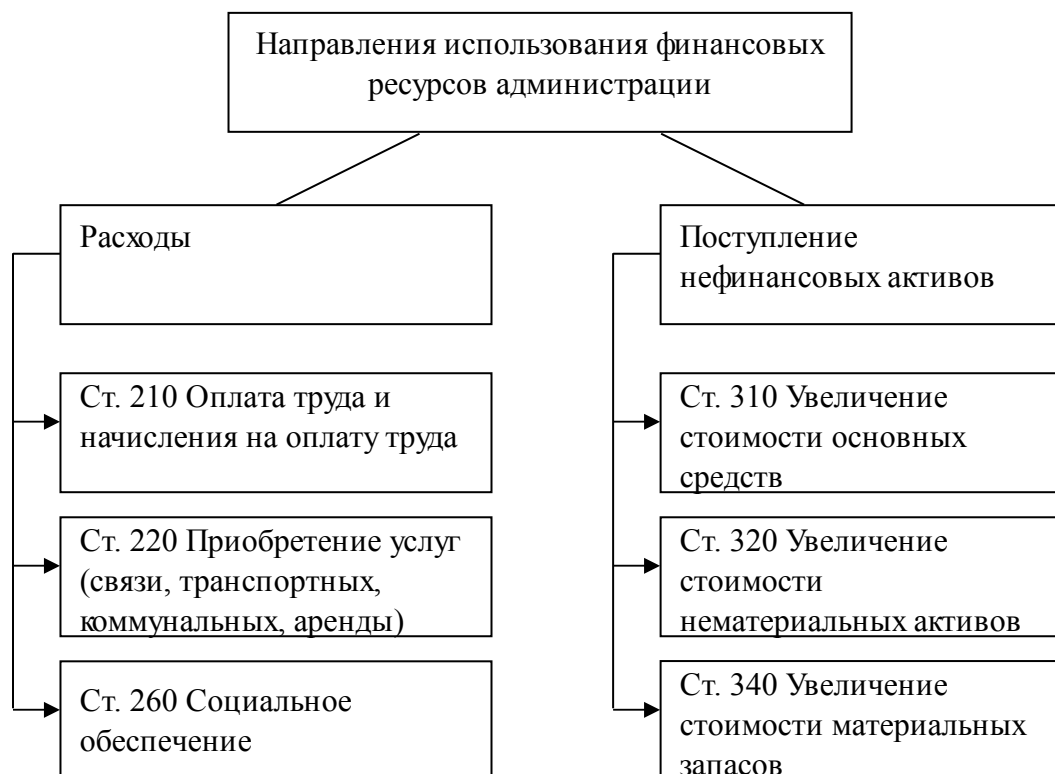 Направления использования финансовых
ресурсов администрации
Расходы
Поступление
нефинансовых активов
Ст. 210 Оплата труда и
начисления на оплату труда
Ст. 310 Увеличение
стоимости основных
средств
Ст. 220 Приобретение услуг
(связи, транспортных,
коммунальных, аренды)
Ст. 320 Увеличение
стоимости
нематериальных активов
Ст. 260 Социальное
обеспечение
Ст. 340 Увеличение
стоимости материальных
запасов